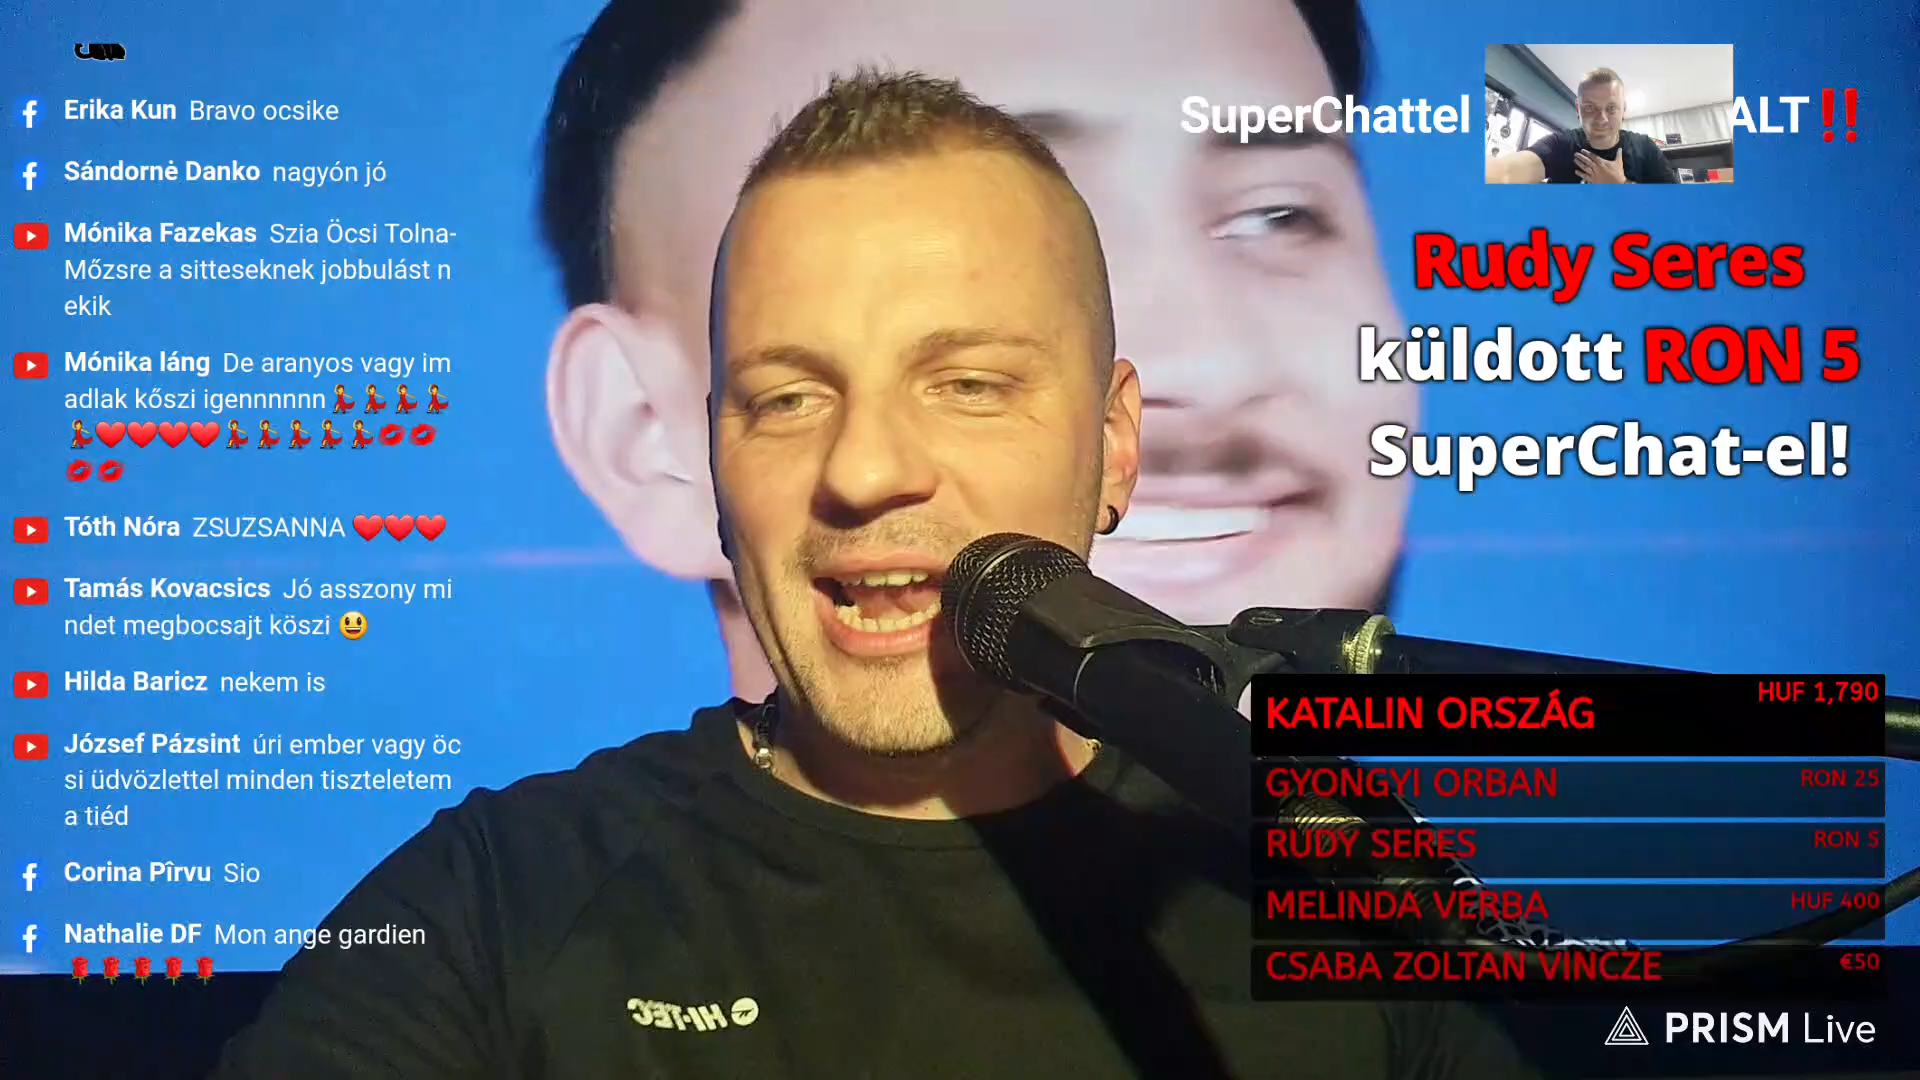 Erika Kun Bravo ocsike
Sándornė Danko nagyón jó
Mónika Fazekas Szia Öcsi Tolna-
Mőzsre a sitteseknek jobbulást n
ekik
Mónika láng De aranyos vagy im
adlak kőszi igennnnnn💃💃💃💃
💃❤️❤️❤️❤️💃💃💃💃💃💋💋
💋💋
Tóth Nóra ZSUZSANNA ❤️❤️❤️
Tamás Kovacsics Jó asszony mi
ndet megbocsajt köszi 😃
Hilda Baricz nekem is
József Pázsint úri ember vagy öc
si üdvözlettel minden tiszteletem
a tiéd
Corina Pîrvu Sio
Nathalie DF Mon ange gardien
🌹🌹🌹🌹🌹
SuperChattel
ALT‼️
Rudy Seres
küldott RON 5
SuperChat-el!
KATALIN ORSZÁG HUF 1,790
GYONGYI ORBAN RON 25
RUDY SERES RON 5
MELINDA VERBA HUF 400
CSABA ZOLTAN VINCZE €50
HI-TEC
PRISM Live